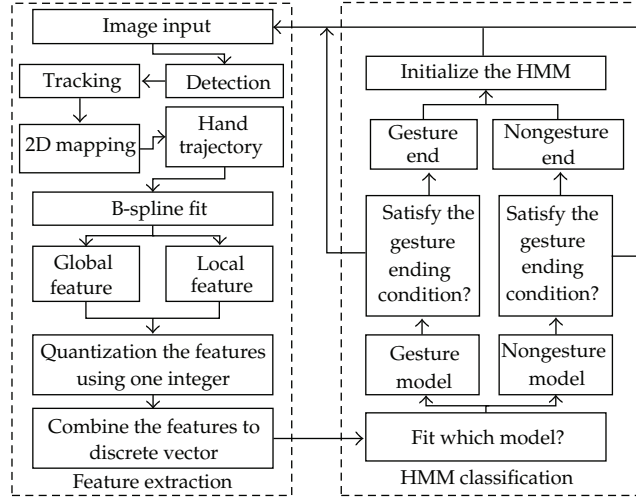 Image input
Tracking
Detection
2D mapping
Hand
trajectory
B-spline fit
Global
feature
Local
feature
Quantization the features
using one integer
Combine the features to
discrete vector
Feature extraction
Initialize the HMM
Gesture
end
Nongesture
end
Satisfy the
gesture
ending
condition?
Satisfy the
gesture
ending
condition?
Gesture
model
Nongesture
model
Fit which model?
HMM classification